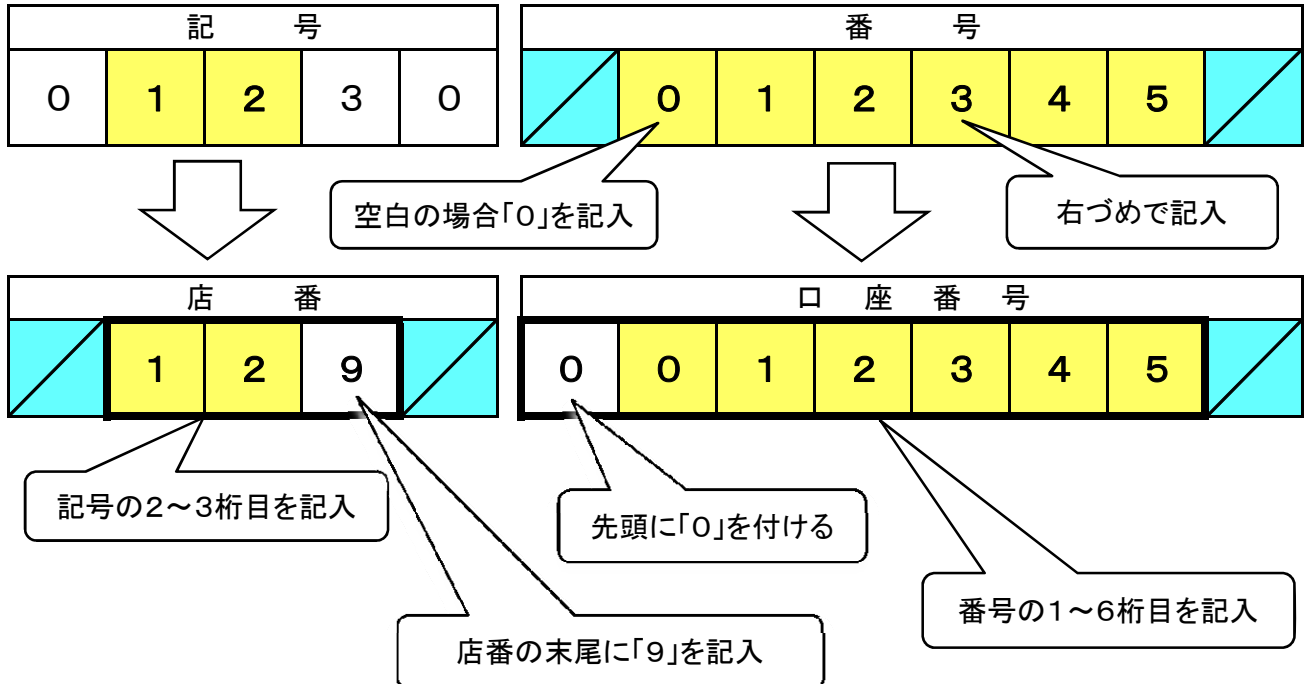 記号
番号
０ １ ２ ３ ０
０ １ ２ ３ ４ ５
空白の場合「０」を記入
右づめで記入
店番
口座番号
１ ２ ９
０ ０ １ ２ ３ ４ ５
記号の２～３桁目を記入
先頭に「０」を付ける
番号の１～６桁目を記入
店番の末尾に「９」を記入